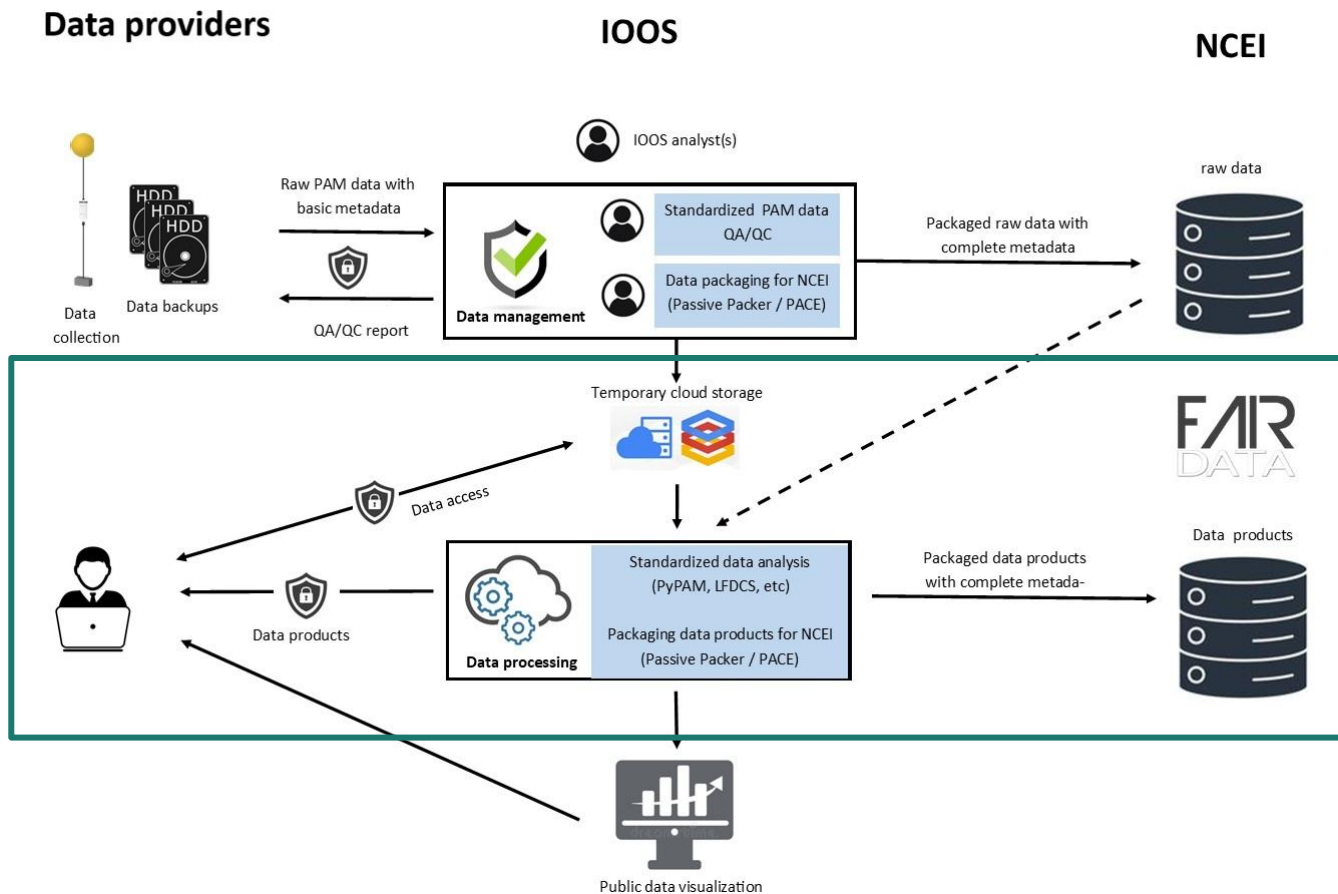 Data providers
IOOS
NCEI
IOOS analyst(s)
raw data
HDD
HDD
HDD
Raw PAM data with
basic metadata
Standardized PAM data
QA/QC
Packaged raw data with
complete metadata
Data packaging for NCEI
(Passive Packer / PACE)
Data management
Data
collection
Data backups
QA/QC report
Temporary cloud storage
FAIR
DATA
Data access
Data products
Standardized data analysis
(PyPAM, LFDCS, etc)
Packaged data products
with complete metada-
Packaging data products for NCEI
(Passive Packer / PACE)
Data products
Data processing
Public data visualization